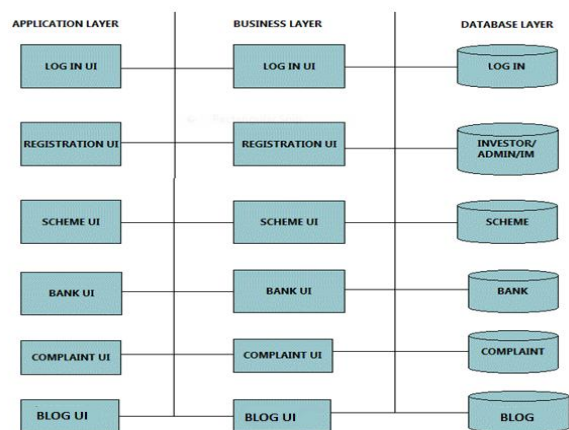 APPLICATION LAYER
BUSINESS LAYER
DATABASE LAYER
LOG IN UI
LOG IN UI
LOG IN
REGISTRATION UI
REGISTRATION UI
INVESTOR/
ADMIN/IM
SCHEME UI
SCHEME UI
SCHEME
BANK UI
BANK UI
BANK
COMPLAINT UI
COMPLAINT UI
COMPLAINT
BLOG UI
BLOG UI
BLOG